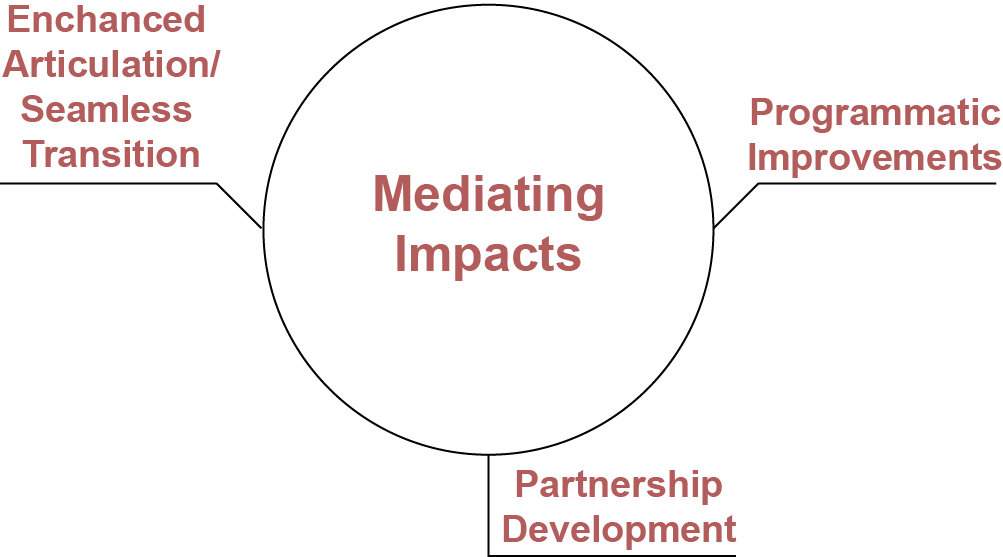 Enchanced
Articulation/
Seamless
Transition
Programmatic
Improvements
Mediating
Impacts
Partnership
Development